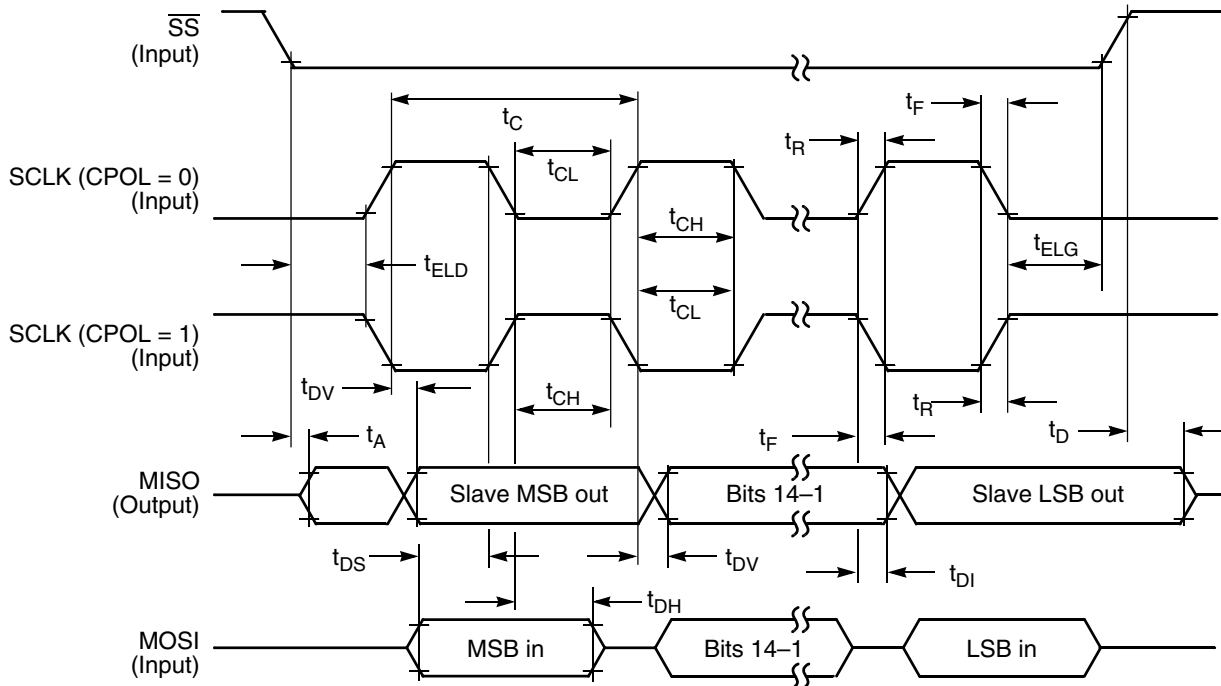 SS
(Input)
t_C
t_F
t_R
SCLK (CPOL = 0)
(Input)
t_CL
t_CH
t_ELD
t_ELG
t_CL
SCLK (CPOL = 1)
(Input)
t_DV
t_CH
t_R
t_A
t_F
t_D
MISO
(Output)
Slave MSB out
Bits 14–1
Slave LSB out
t_DS
t_DV
t_DI
t_DH
MOSI
(Input)
MSB in
Bits 14–1
LSB in